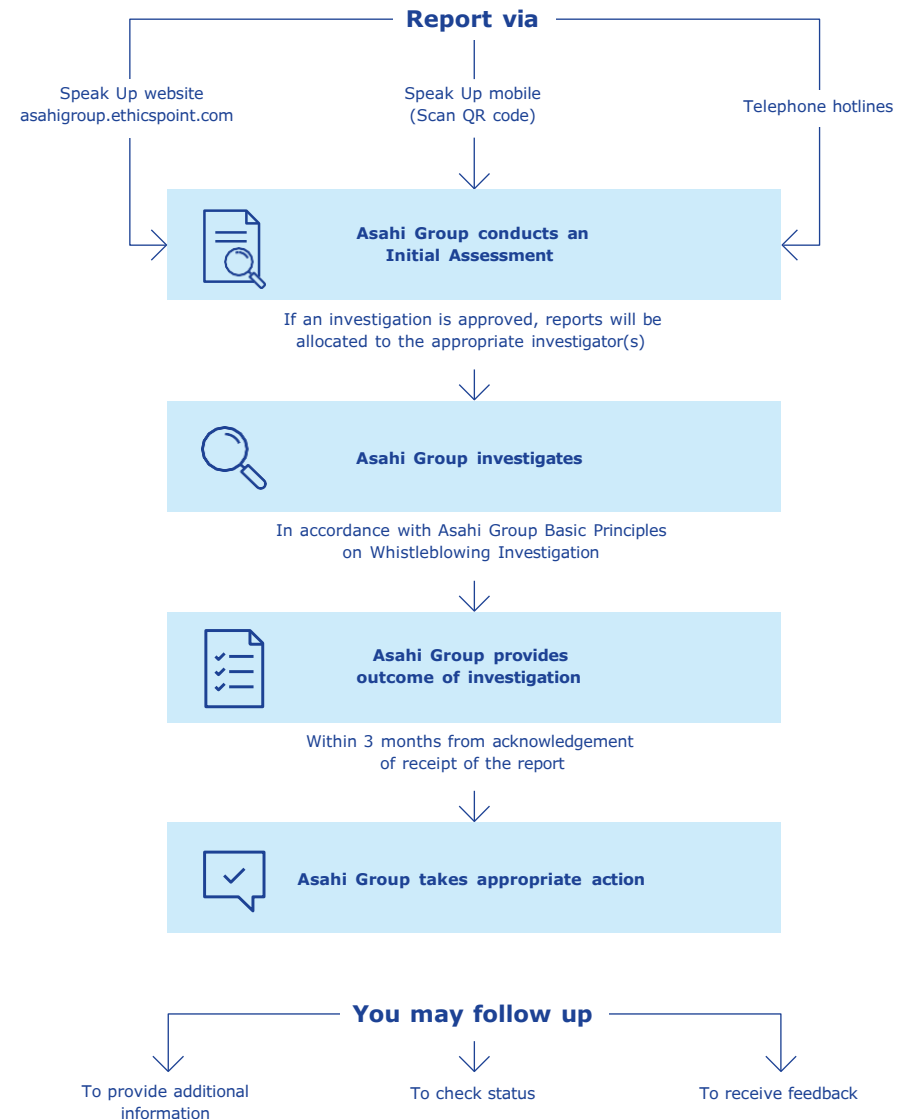 Report via
Speak Up website
asahigroup.ethicspoint.com
Speak Up mobile
(Scan QR code)
Telephone hotlines
Asahi Group conducts an
Initial Assessment
If an investigation is approved, reports will be
allocated to the appropriate investigator(s)
Asahi Group investigates
In accordance with Asahi Group Basic Principles
on Whistleblowing Investigation
Asahi Group provides
outcome of investigation
Within 3 months from acknowledgement
of receipt of the report
Asahi Group takes appropriate action
You may follow up
To provide additional
information
To check status
To receive feedback